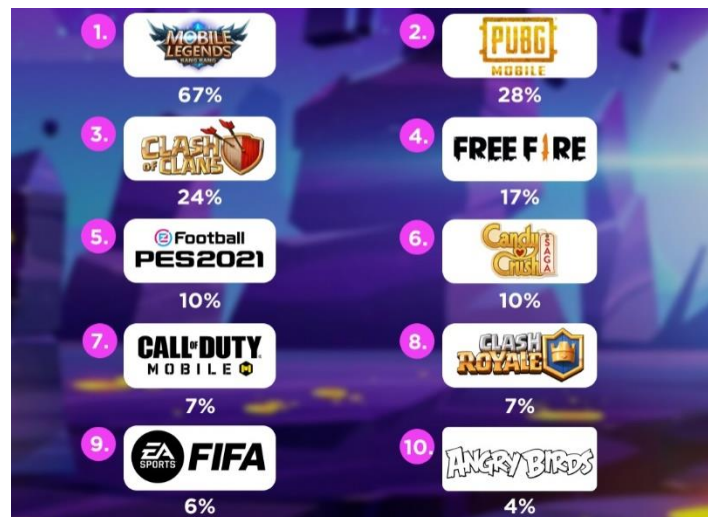 1.
MOBILE
LEGENDS
BANG BANG
67%
2.
PUBG
MOBILE
28%
3.
CLASH
OF CLANS
24%
4.
FREE FIRE
17%
5.
eFootball
PES2021
10%
6.
Candy
Crush
SAGA
10%
7.
CALL OF DUTY
MOBILE
7%
8.
CLASH
ROYALE
7%
9.
EA
SPORTS
FIFA
6%
10.
ANGRY BIRDS
4%